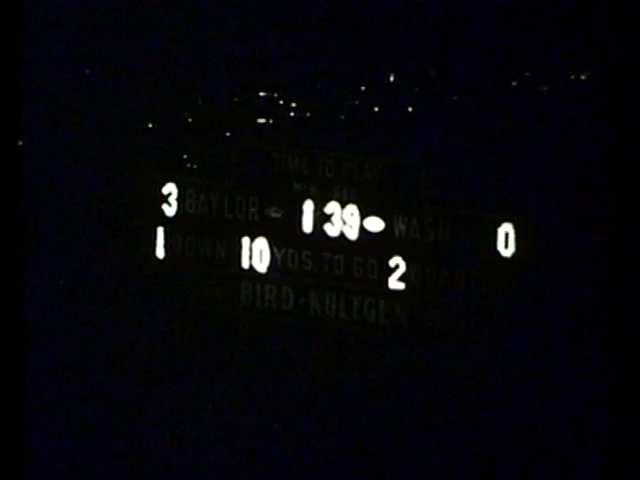 TIME TO PLAY
MIN SEC
3 BAYLOR 1 39 WASH 0
1 DOWN 10 YDS TO GO 2 QUARTER
BIRD-KULTGEN